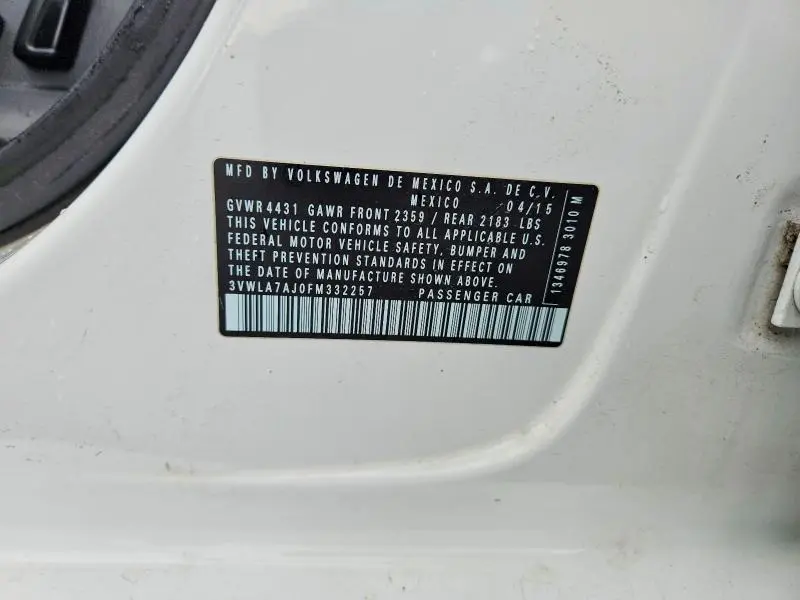 MFD BY VOLKSWAGEN DE MEXICO S.A. DE C.V.
MEXICO 04/15
GVWR 4431 GAWR FRONT 2359 / REAR 2183 LBS
THIS VEHICLE CONFORMS TO ALL APPLICABLE U.S.
FEDERAL MOTOR VEHICLE SAFETY, BUMPER AND
THEFT PREVENTION STANDARDS IN EFFECT ON
THE DATE OF MANUFACTURE SHOWN ABOVE.
3VWLA7AJ0FM332257 PASSENGER CAR
1346978 3010 M